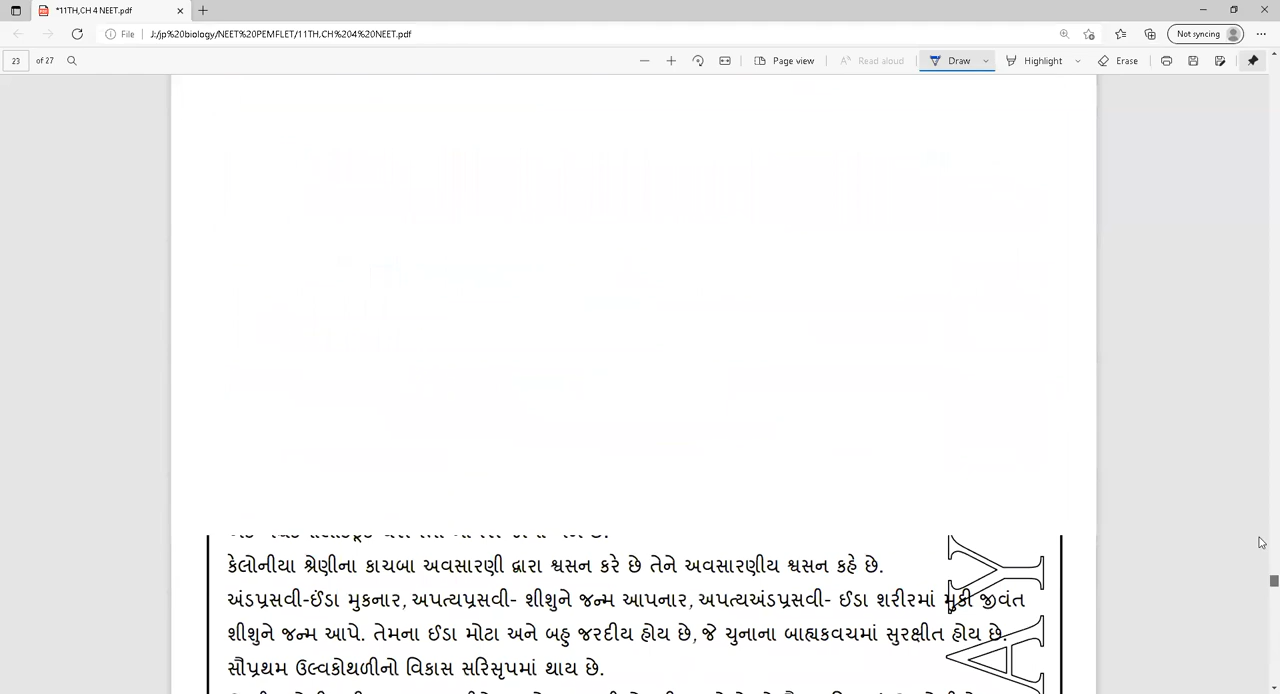 *11TH,CH 4 NEET.pdf
File J:/jp%20biology/NEET%20PEMFLET/11TH,CH%204%20NEET.pdf Not syncing
23 of 27 Page view Read aloud Draw Highlight Erase
કેલોનીયા શ્રેણીના કાચબા અવસારણી દ્વારા શ્વસન કરે છે તેને અવસારણીય શ્વસન કહે છે.
અંડપ્રસવી-ઈંડા મુકનાર, અપત્યપ્રસવી- શીશુને જન્મ આપનાર, અપત્યઅંડપ્રસવી- ઈડા શરીરમાં મુકી જીવંત
શીશુને જન્મ આપે. તેમના ઈડા મોટા અને બહુ જરદીય હોય છે, જે ચુનાના બાહ્યકવચમાં સુરક્ષીત હોય છે.
સૌપ્રથમ ઉલ્વકોથળીનો વિકાસ સરિસૃપમાં થાય છે.
AY